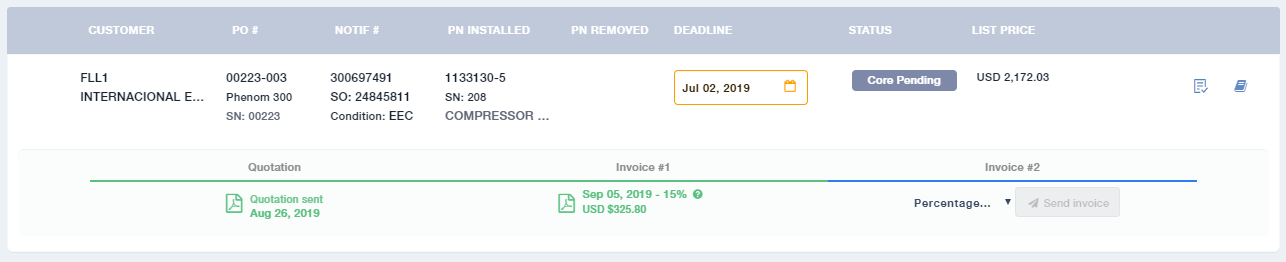 CUSTOMER PO # NOTIF # PN INSTALLED PN REMOVED DEADLINE STATUS LIST PRICE
FLL1 00223-003 300697491 1133130-5 Jul 02, 2019 Core Pending USD 2,172.03
INTERNACIONAL E... Phenom 300 SO: 24845811 SN: 208
SN: 00223 Condition: EEC COMPRESSOR ...
Quotation Invoice #1 Invoice #2
Quotation sent Sep 05, 2019 - 15% Percentage... Send invoice
Aug 26, 2019 USD $325.80